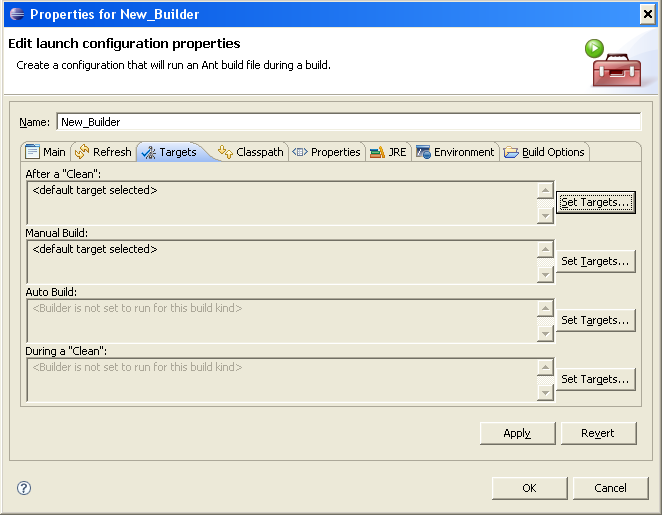 Properties for New_Builder
Edit launch configuration properties
Create a configuration that will run an Ant build file during a build.
Name: New_Builder
Main Refresh Targets Classpath Properties JRE Environment Build Options
After a "Clean":
<default target selected>
Set Targets...
Manual Build:
<default target selected>
Set Targets...
Auto Build:
<Builder is not set to run for this build kind>
Set Targets...
During a "Clean":
<Builder is not set to run for this build kind>
Set Targets...
Apply Revert
? OK Cancel